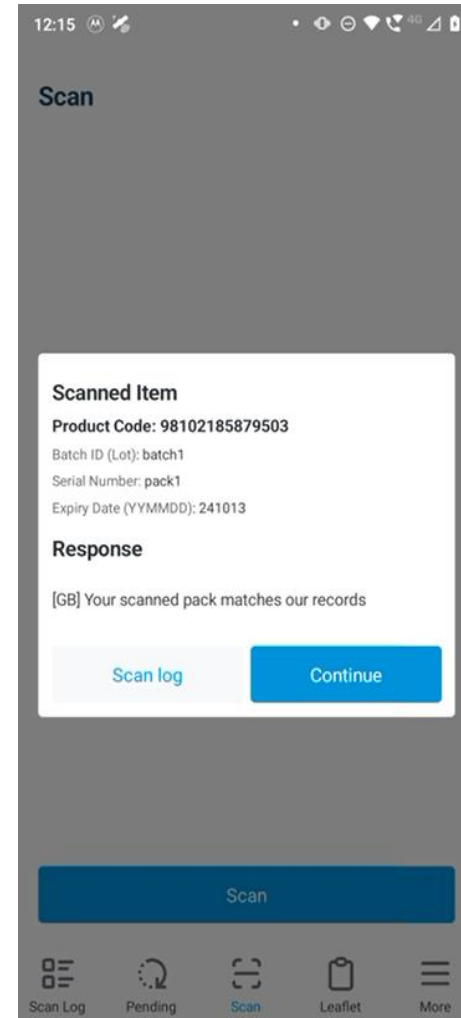 12:15
4G
Scan
Scanned Item
Product Code: 98102185879503
Batch ID (Lot): batch1
Serial Number: pack1
Expiry Date (YYMMDD): 241013
Response
[GB] Your scanned pack matches our records
Scan log Continue
Scan
Scan Log Pending Scan Leaflet More